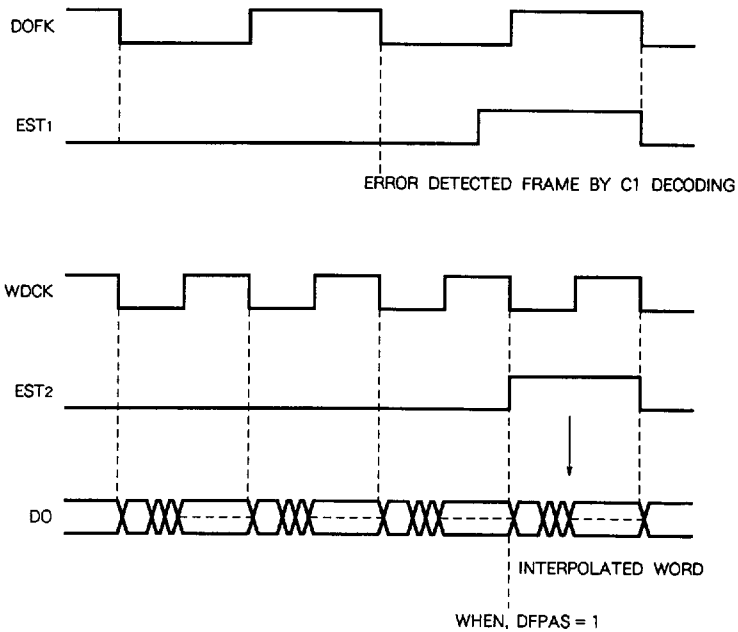 DOFK
EST1
ERROR DETECTED FRAME BY C1 DECODING
WDCK
EST2
DO
INTERPOLATED WORD
WHEN, DFPAS = 1